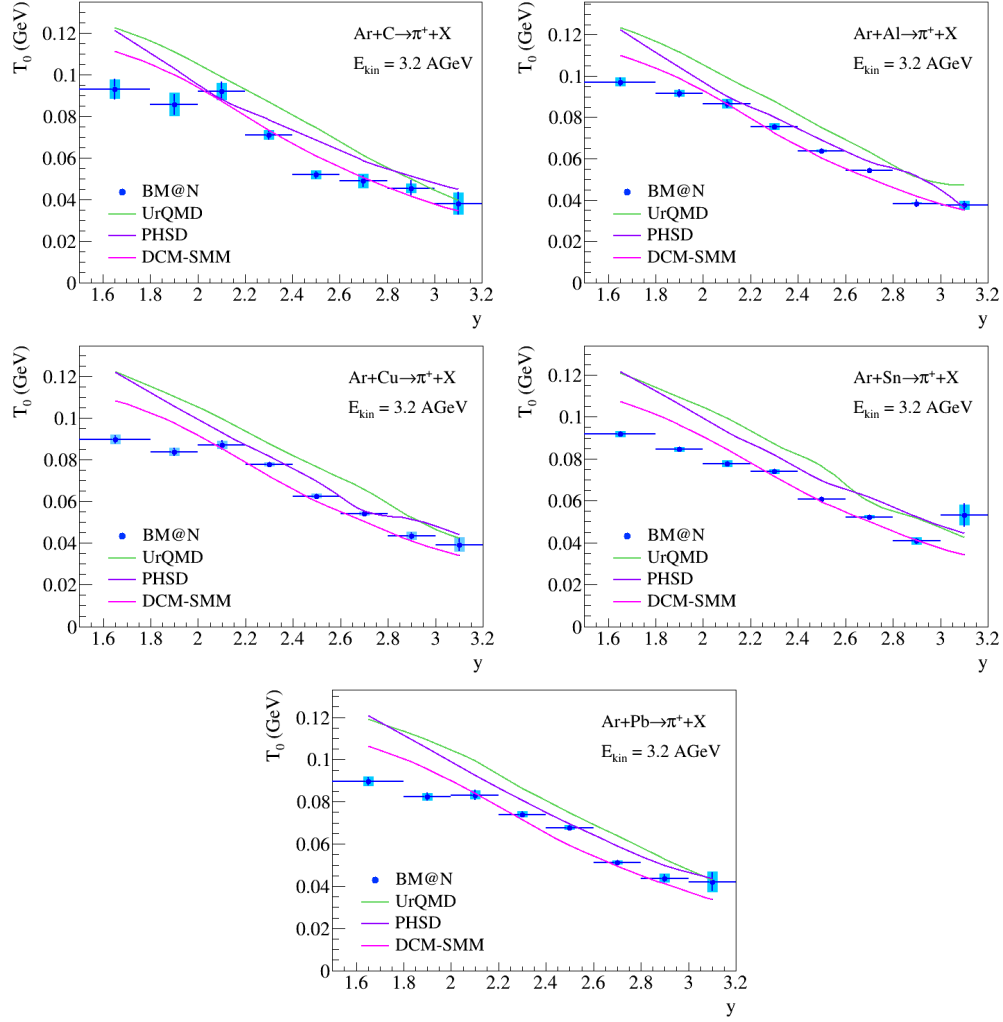 T₀ (GeV)
Ar+C→π⁺+X
E_kin = 3.2 AGeV
0.12
0.1
0.08
0.06
0.04
0.02
0
BM@N
UrQMD
PHSD
DCM-SMM
1.6 1.8 2 2.2 2.4 2.6 2.8 3 3.2
y
T₀ (GeV)
Ar+Al→π⁺+X
E_kin = 3.2 AGeV
0.12
0.1
0.08
0.06
0.04
0.02
0
BM@N
UrQMD
PHSD
DCM-SMM
1.6 1.8 2 2.2 2.4 2.6 2.8 3 3.2
y
T₀ (GeV)
Ar+Cu→π⁺+X
E_kin = 3.2 AGeV
0.12
0.1
0.08
0.06
0.04
0.02
0
BM@N
UrQMD
PHSD
DCM-SMM
1.6 1.8 2 2.2 2.4 2.6 2.8 3 3.2
y
T₀ (GeV)
Ar+Sn→π⁺+X
E_kin = 3.2 AGeV
0.12
0.1
0.08
0.06
0.04
0.02
0
BM@N
UrQMD
PHSD
DCM-SMM
1.6 1.8 2 2.2 2.4 2.6 2.8 3 3.2
y
T₀ (GeV)
Ar+Pb→π⁺+X
E_kin = 3.2 AGeV
0.12
0.1
0.08
0.06
0.04
0.02
0
BM@N
UrQMD
PHSD
DCM-SMM
1.6 1.8 2 2.2 2.4 2.6 2.8 3 3.2
y